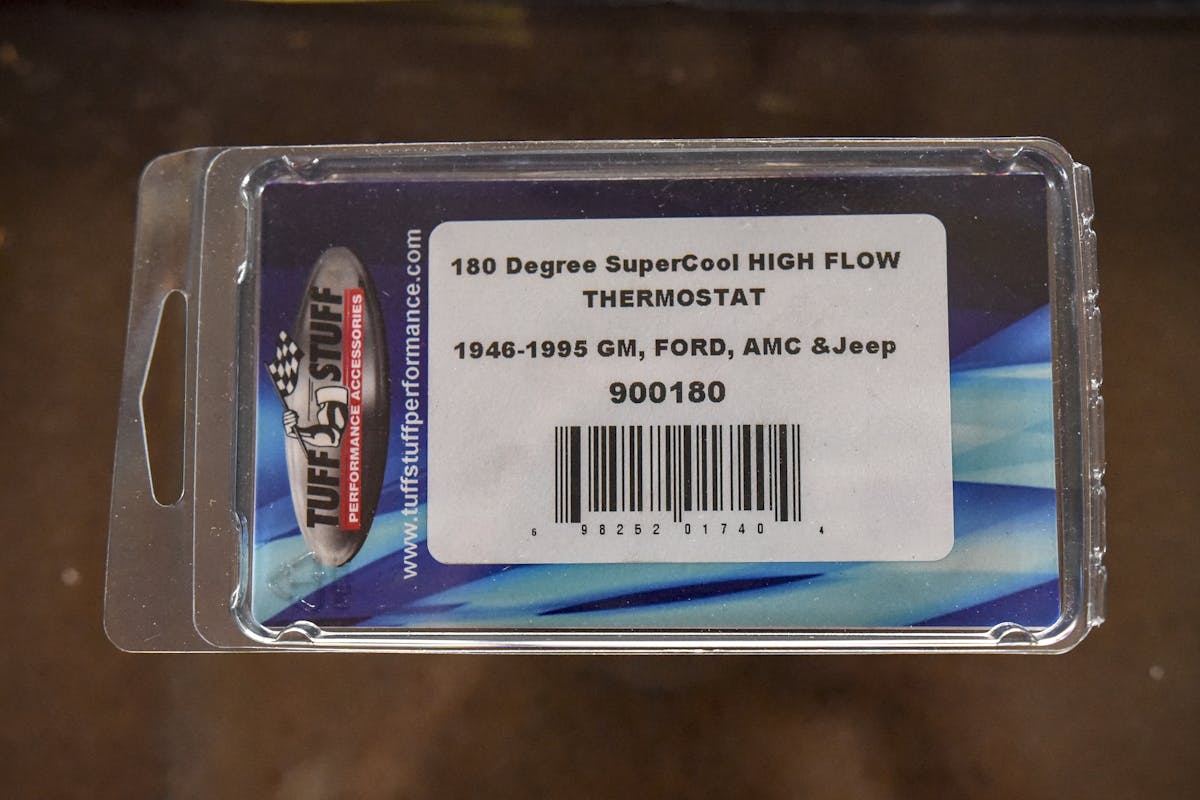 TUFF STUFF
PERFORMANCE ACCESSORIES
www.tuffstuffperformance.com
180 Degree SuperCool HIGH FLOW
THERMOSTAT
1946-1995 GM, FORD, AMC &Jeep
900180
6 98252 01740 4